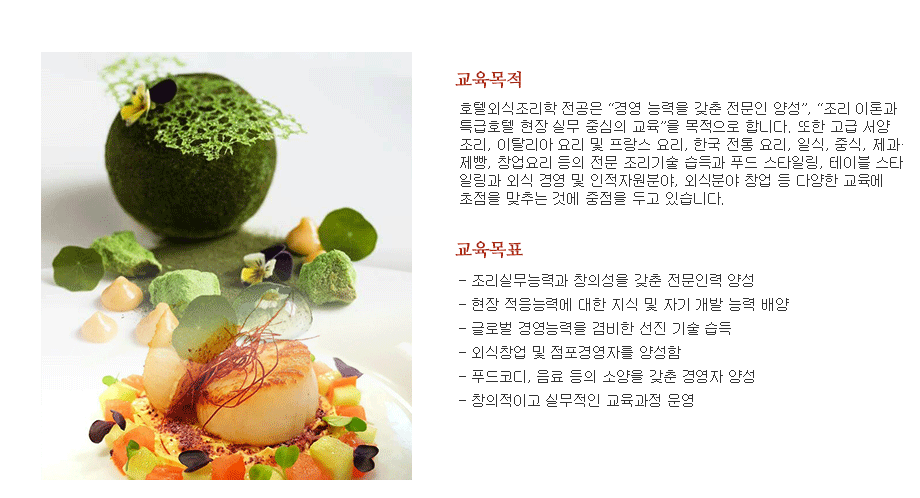 교육목적
호텔외식조리학 전공은 “경영 능력을 갖춘 전문인 양성”, “조리 이론과
특급호텔 현장 실무 중심의 교육”을 목적으로 합니다. 또한 고급 서양
조리, 이탈리아 요리 및 프랑스 요리, 한국 전통 요리, 일식, 중식, 제과·
제빵, 창업요리 등의 전문 조리기술 습득과 푸드 스타일링, 테이블 스타
일링과 외식 경영 및 인적자원분야, 외식분야 창업 등 다양한 교육에
초점을 맞추는 것에 중점을 두고 있습니다.
교육목표
- 조리실무능력과 창의성을 갖춘 전문인력 양성
- 현장 적응능력에 대한 지식 및 자기 개발 능력 배양
- 글로벌 경영능력을 겸비한 선진 기술 습득
- 외식창업 및 점포경영자를 양성함
- 푸드코디, 음료 등의 소양을 갖춘 경영자 양성
- 창의적이고 실무적인 교육과정 운영